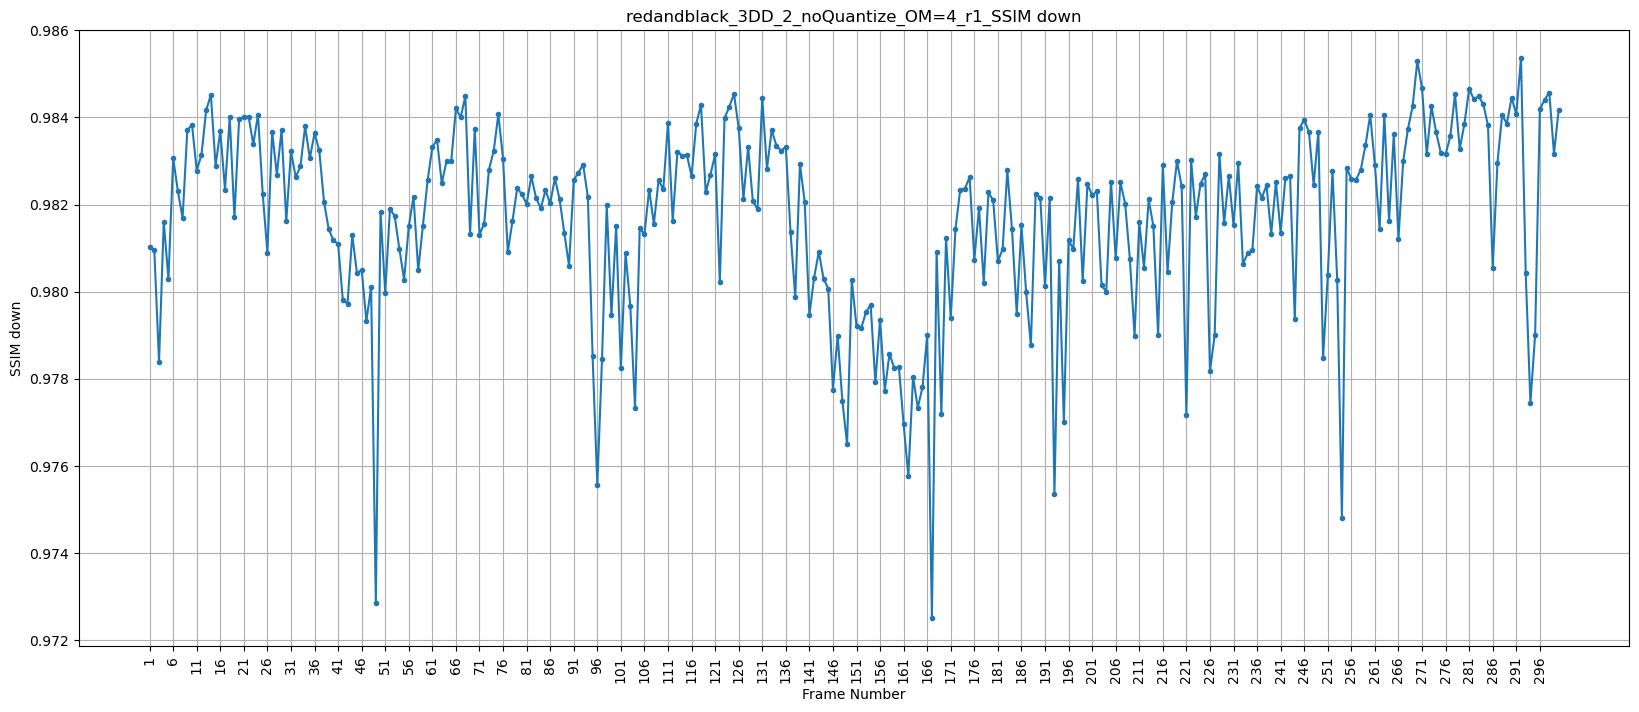 redandblack_3DD_2_noQuantize_OM=4_r1_SSIM down
0.986
0.984
0.982
0.980
0.978
0.976
0.974
0.972
SSIM down
1 6 11 16 21 26 31 36 41 46 51 56 61 66 71 76 81 86 91 96 101 106 111 116 121 126 131 136 141 146 151 156 161 166 171 176 181 186 191 196 201 206 211 216 221 226 231 236 241 246 251 256 261 266 271 276 281 286 291 296
Frame Number